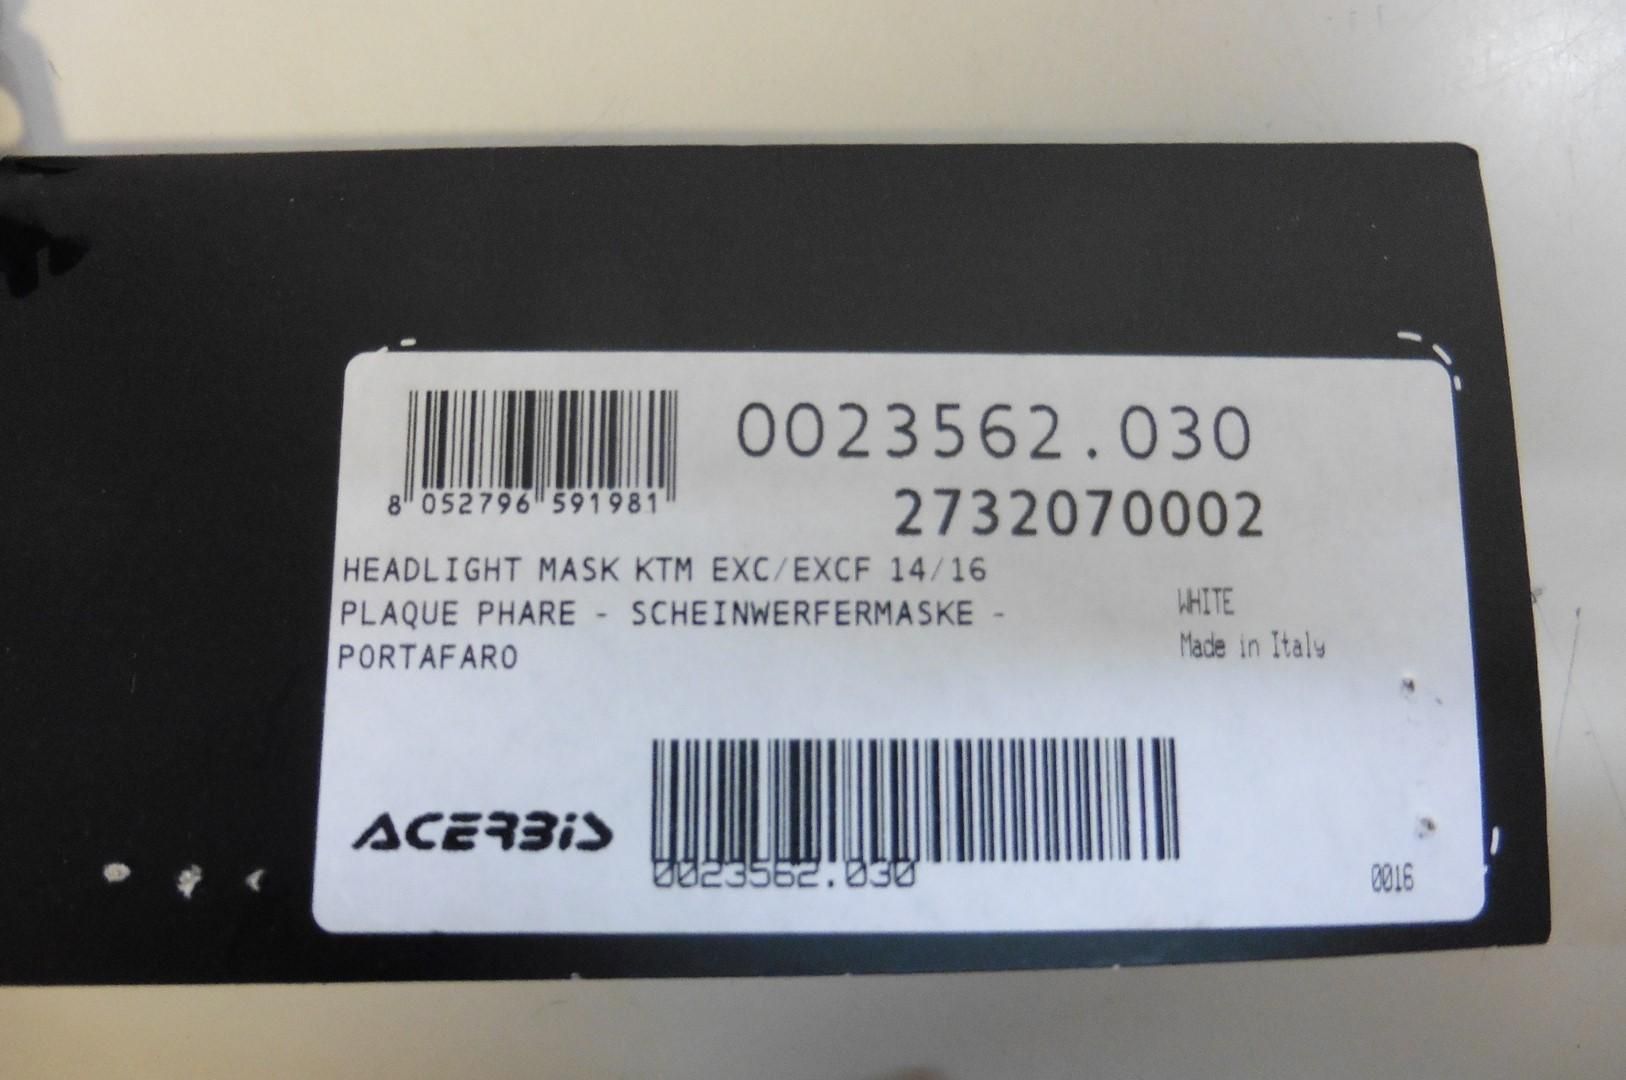 0023562.030
8 052796 591981
2732070002
HEADLIGHT MASK KTM EXC/EXCF 14/16
PLAQUE PHARE - SCHEINWERFERMASKE -
PORTAFARO
WHITE
Made in Italy
ACERBIS
0023562.030
0016